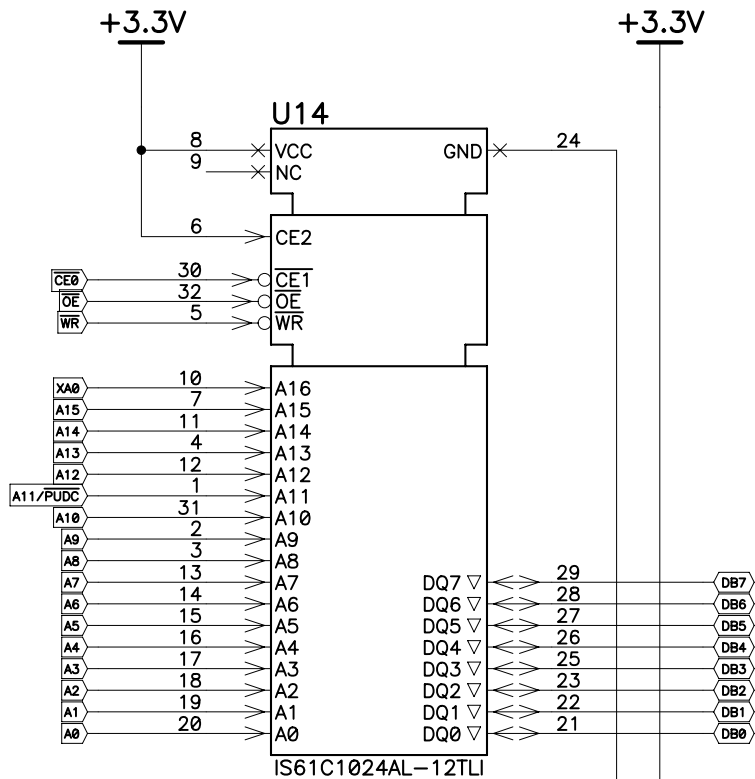 +3.3V +3.3V
U14
8 VCC GND 24
9 NC
6 CE2
CE0 30 CE1
OE 32 OE
WR 5 WR
XA0 10 A16
A15 7 A15
A14 11 A14
A13 4 A13
A12 12 A12
A11/PUDC 1 A11
A10 31 A10
A9 2 A9
A8 3 A8
A7 13 A7 DQ7 29 DB7
A6 14 A6 DQ6 28 DB6
A5 15 A5 DQ5 27 DB5
A4 16 A4 DQ4 26 DB4
A3 17 A3 DQ3 25 DB3
A2 18 A2 DQ2 23 DB2
A1 19 A1 DQ1 22 DB1
A0 20 A0 DQ0 21 DB0
IS61C1024AL-12TLI